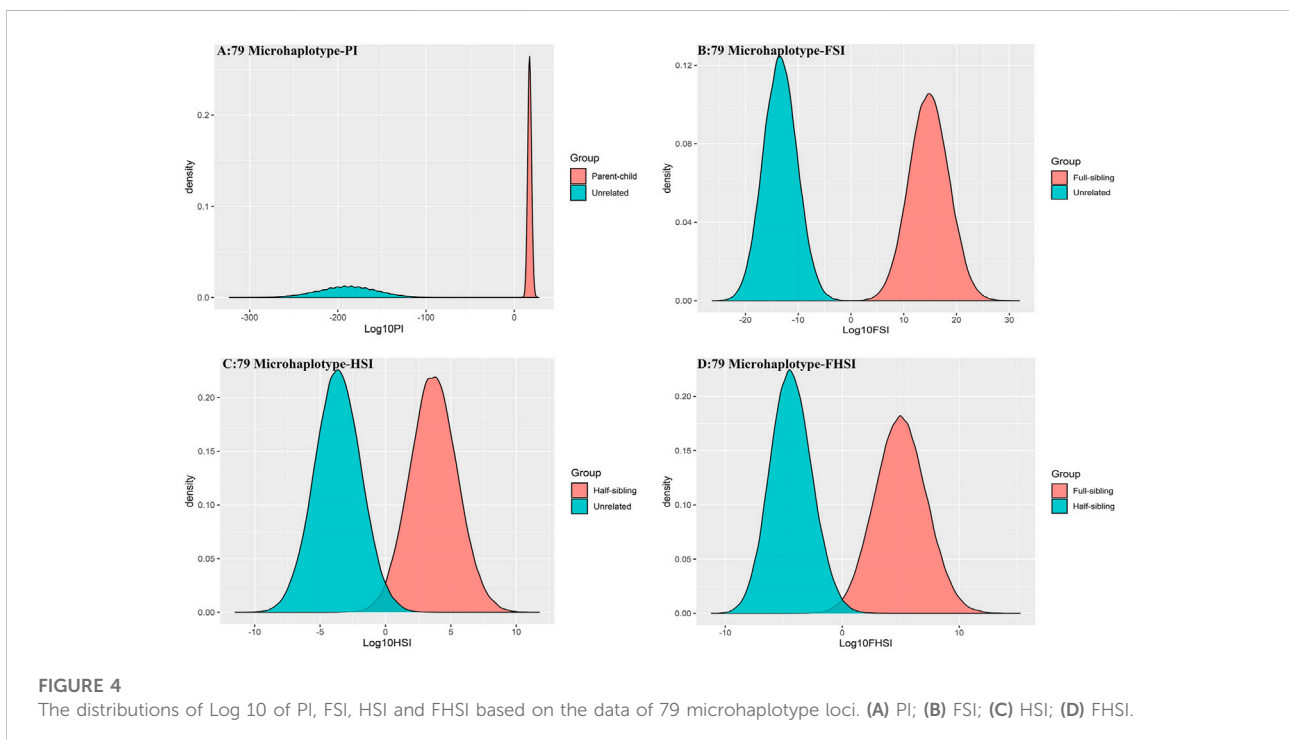 A:79 Microhaplotype-PI
density
0.2
0.1
0.0
-300
-200
-100
0
Log10PI
Group
Parent-child
Unrelated
B:79 Microhaplotype-FSI
density
0.12
0.08
0.04
0.00
-20
-10
0
10
20
30
Log10FSI
Group
Full-sibling
Unrelated
C:79 Microhaplotype-HSI
density
0.20
0.15
0.10
0.05
0.00
-10
-5
0
5
10
Log10HSI
Group
Half-sibling
Unrelated
D:79 Microhaplotype-FHSI
density
0.20
0.15
0.10
0.05
0.00
-10
0
10
Log10FHSI
Group
Full-sibling
Half-sibling
FIGURE 4
The distributions of Log 10 of PI, FSI, HSI and FHSI based on the data of 79 microhaplotype loci. (A) PI; (B) FSI; (C) HSI; (D) FHSI.